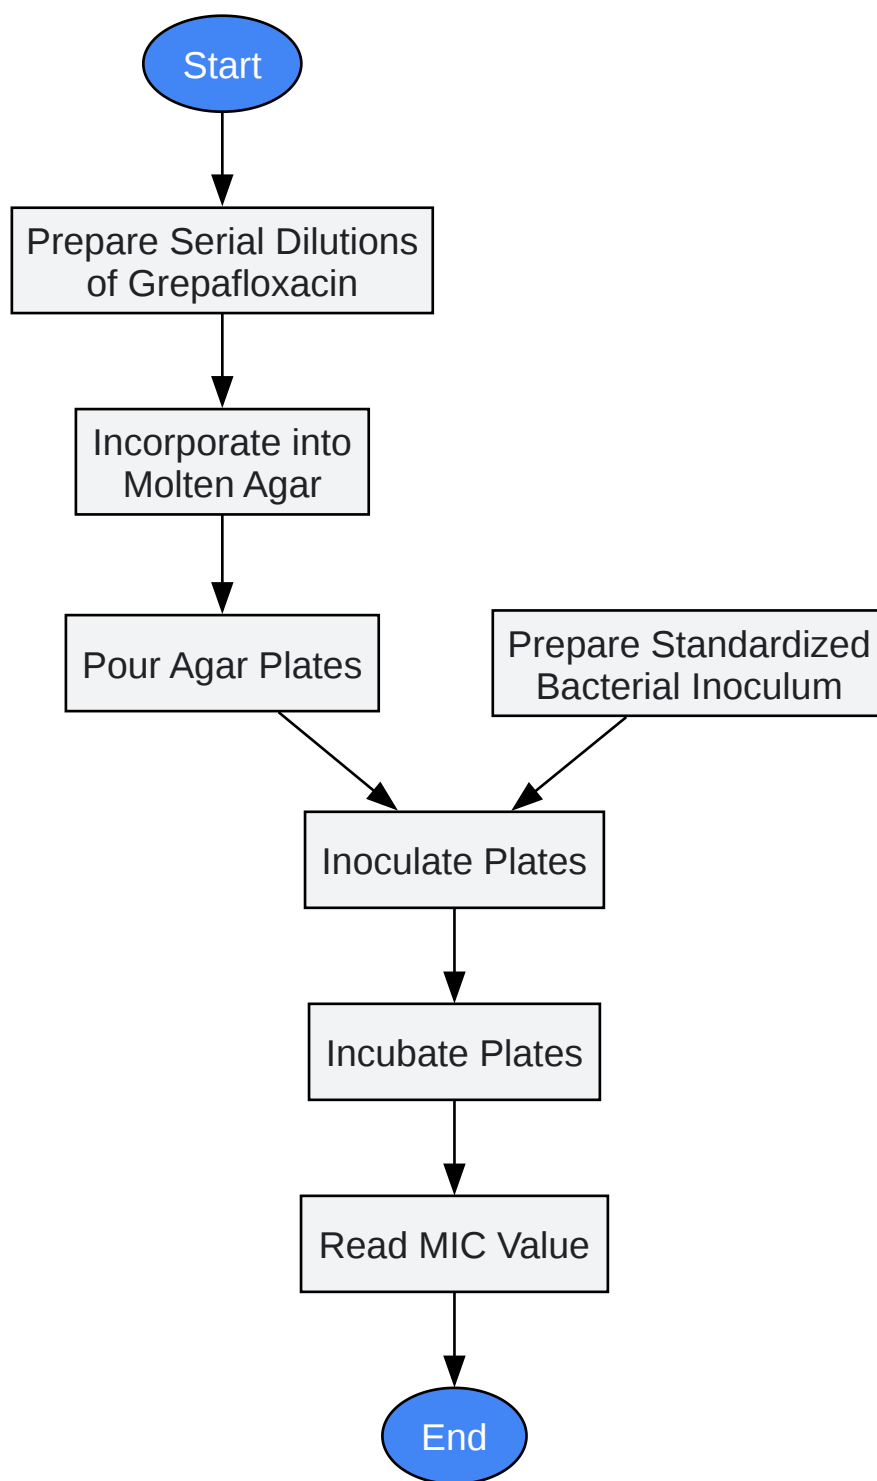 Start
Prepare Serial Dilutions
of Grepafloxacin
Incorporate into
Molten Agar
Pour Agar Plates
Prepare Standardized
Bacterial Inoculum
Inoculate Plates
Incubate Plates
Read MIC Value
End